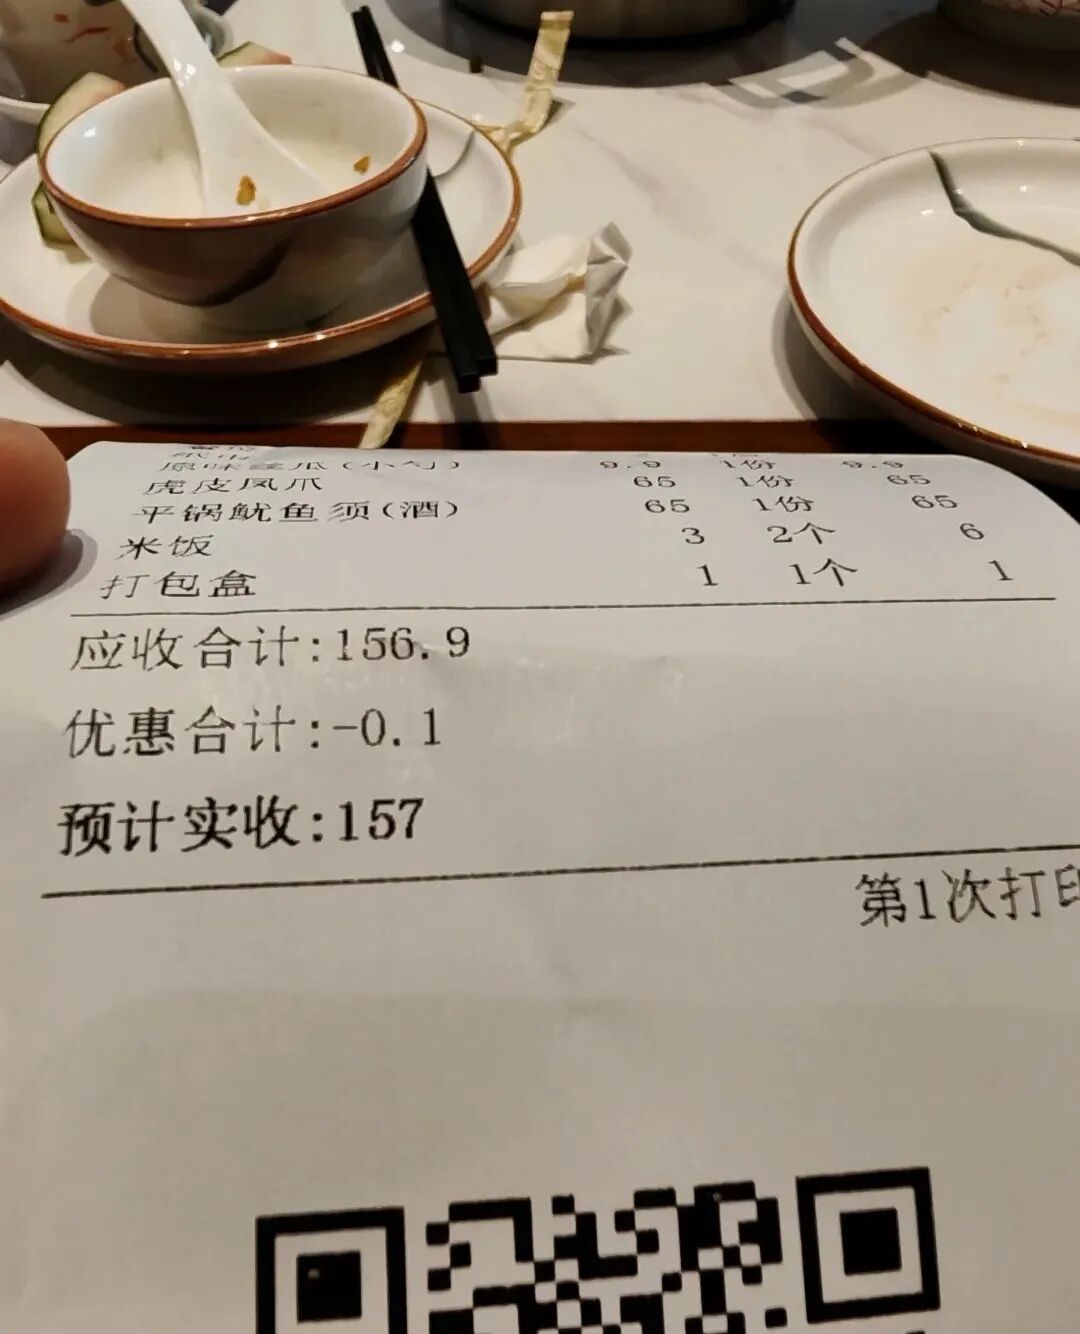 原味丝瓜(小勺) 9.9 1份 9.9
虎皮凤爪 65 1份 65
平锅鱿鱼须(酒) 65 1份 65
米饭 3 2个 6
打包盒 1 1个 1
应收合计:156.9
优惠合计:-0.1
预计实收:157
第1次打印